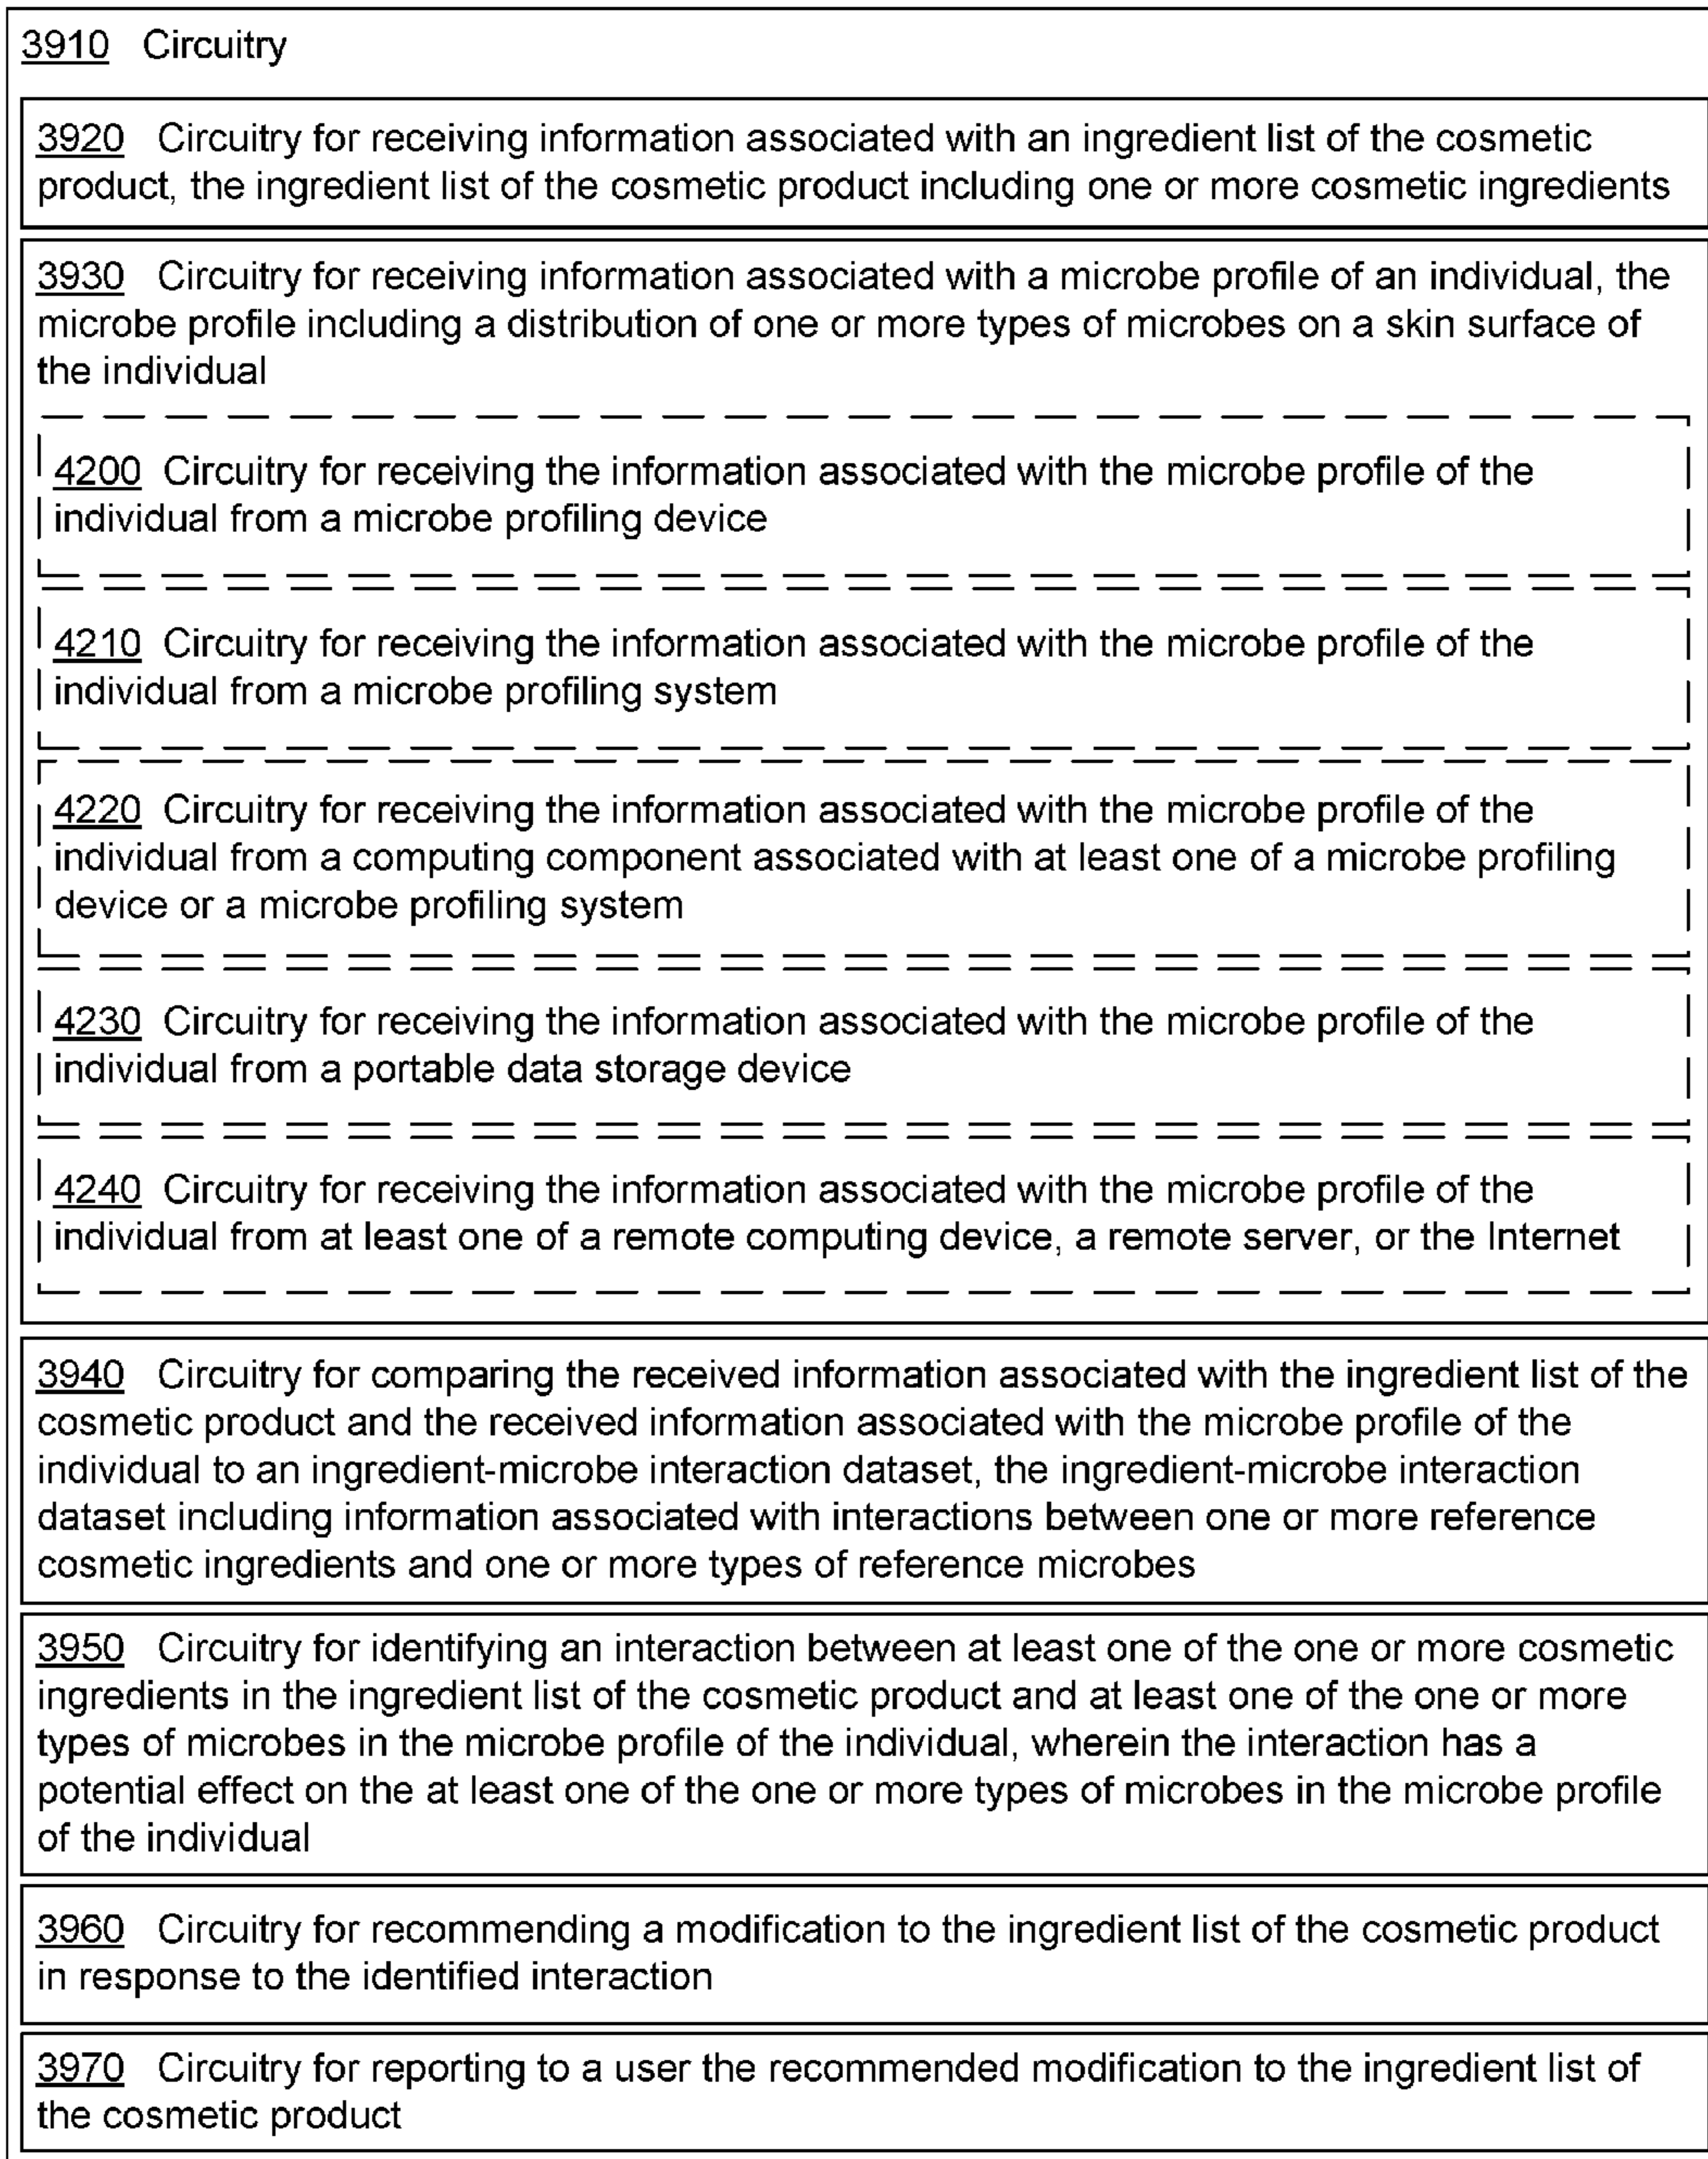 3910 Circuitry
3920 Circuitry for receiving information associated with an ingredient list of the cosmetic
product, the ingredient list of the cosmetic product including one or more cosmetic ingredients
3930 Circuitry for receiving information associated with a microbe profile of an individual, the
microbe profile including a distribution of one or more types of microbes on a skin surface of
the individual
4200 Circuitry for receiving the information associated with the microbe profile of the
individual from a microbe profiling device
4210 Circuitry for receiving the information associated with the microbe profile of the
individual from a microbe profiling system
4220 Circuitry for receiving the information associated with the microbe profile of the
individual from a computing component associated with at least one of a microbe profiling
device or a microbe profiling system
4230 Circuitry for receiving the information associated with the microbe profile of the
individual from a portable data storage device
4240 Circuitry for receiving the information associated with the microbe profile of the
individual from at least one of a remote computing device, a remote server, or the Internet
3940 Circuitry for comparing the received information associated with the ingredient list of the
cosmetic product and the received information associated with the microbe profile of the
individual to an ingredient-microbe interaction dataset, the ingredient-microbe interaction
dataset including information associated with interactions between one or more reference
cosmetic ingredients and one or more types of reference microbes
3950 Circuitry for identifying an interaction between at least one of the one or more cosmetic
ingredients in the ingredient list of the cosmetic product and at least one of the one or more
types of microbes in the microbe profile of the individual, wherein the interaction has a
potential effect on the at least one of the one or more types of microbes in the microbe profile
of the individual
3960 Circuitry for recommending a modification to the ingredient list of the cosmetic product
in response to the identified interaction
3970 Circuitry for reporting to a user the recommended modification to the ingredient list of
the cosmetic product